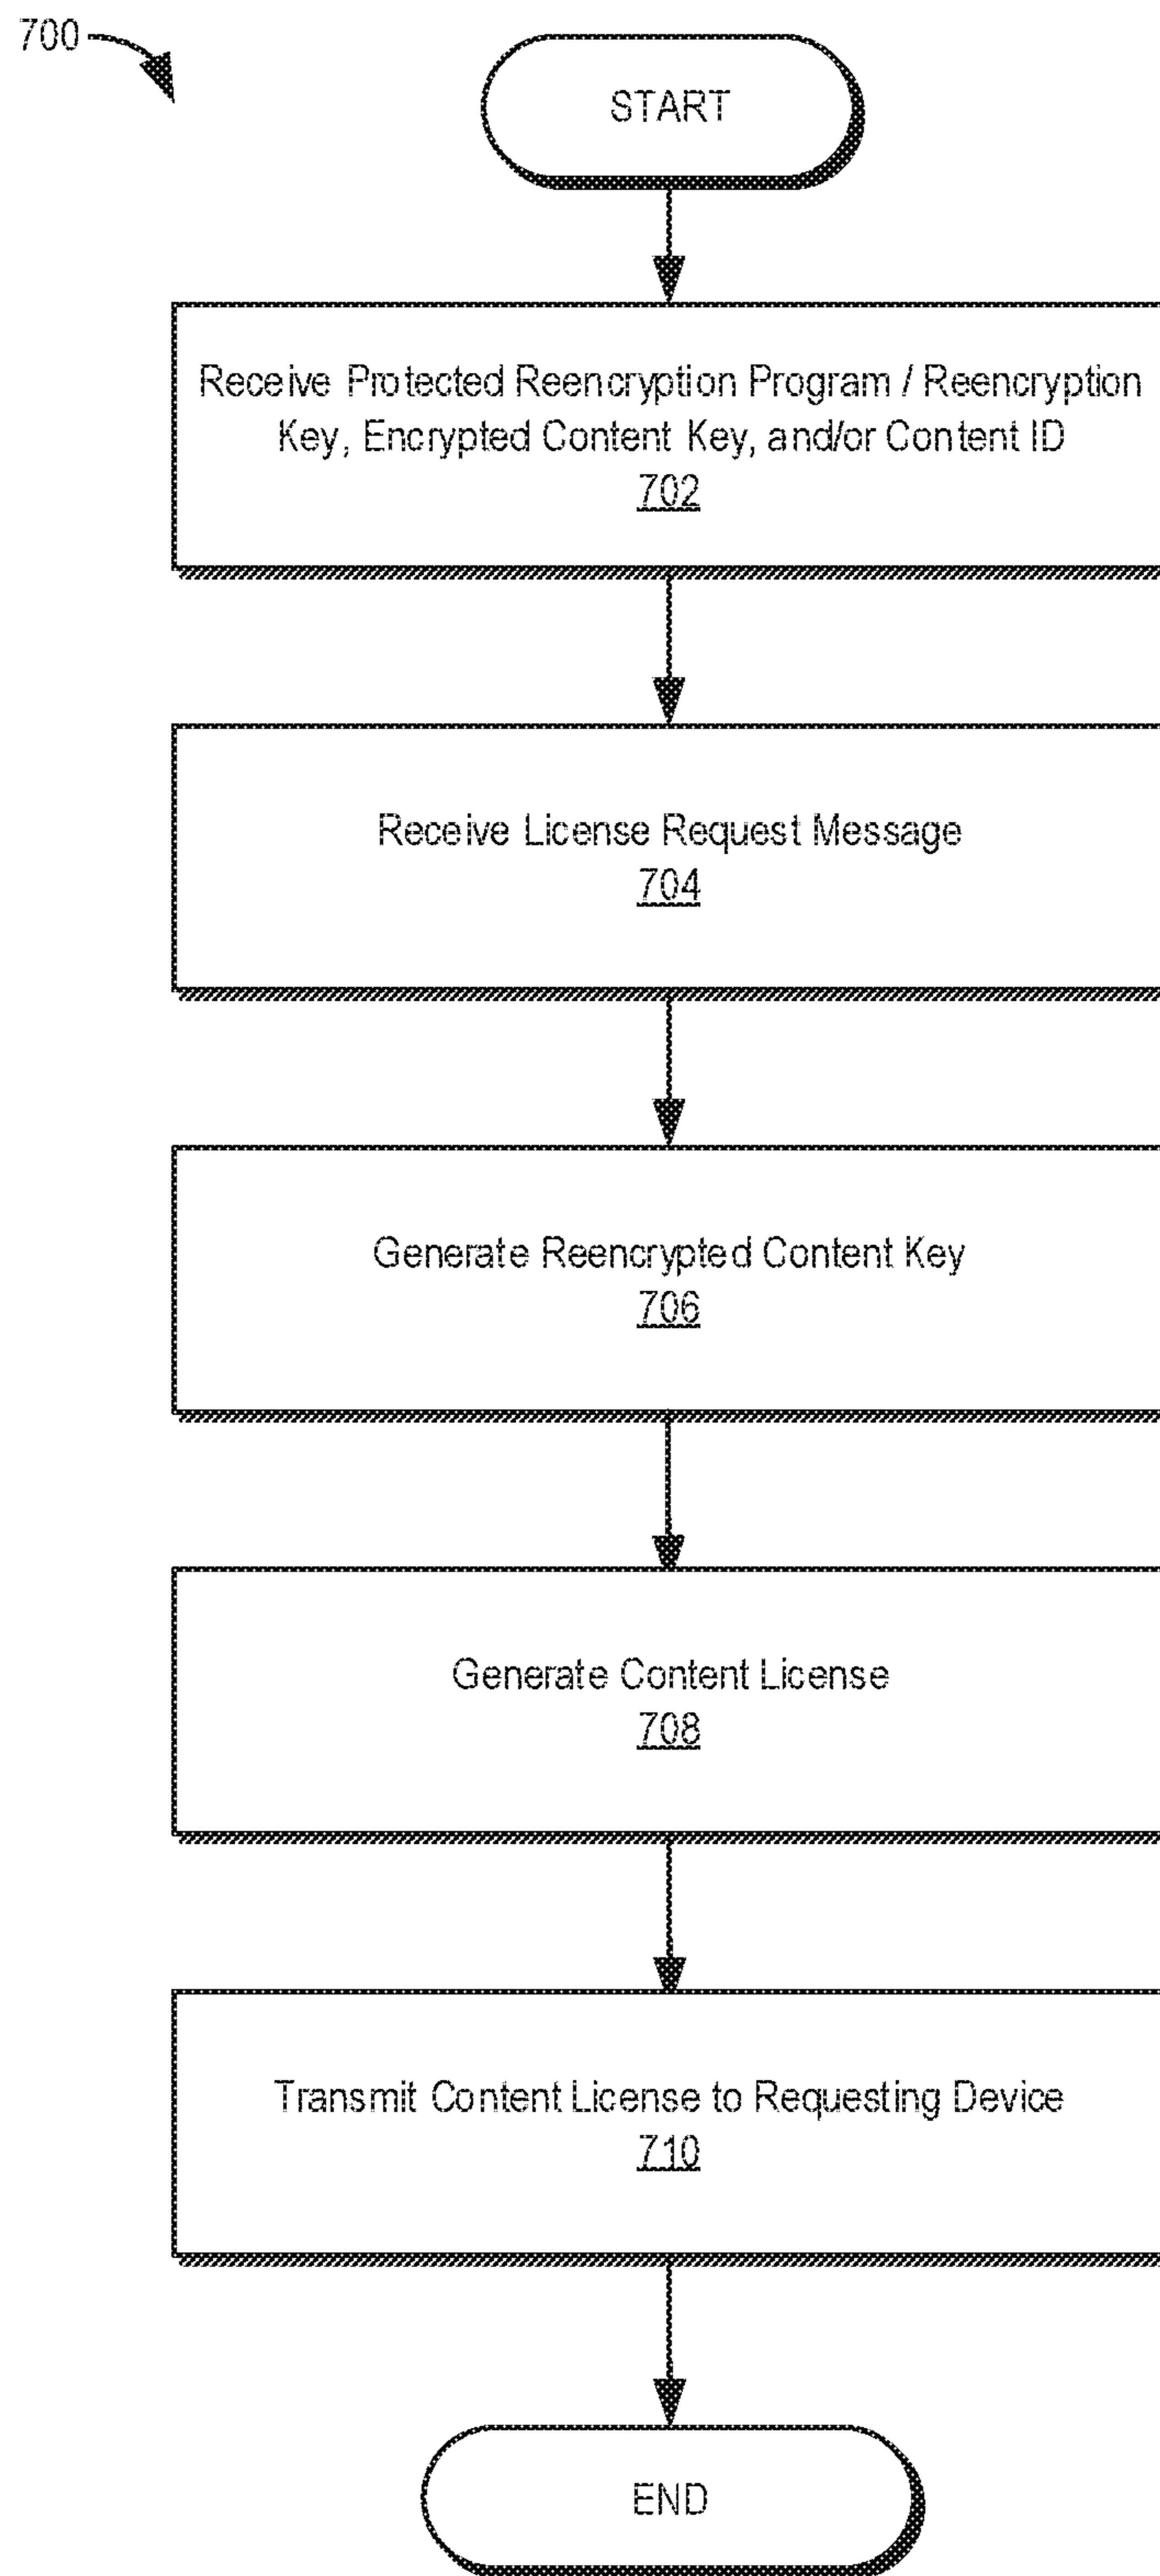 700
START
Receive Protected Reencryption Program / Reencryption
Key, Encrypted Content Key, and/or Content ID
702
Receive License Request Message
704
Generate Reencrypted Content Key
706
Generate Content License
708
Transmit Content License to Requesting Device
710
END